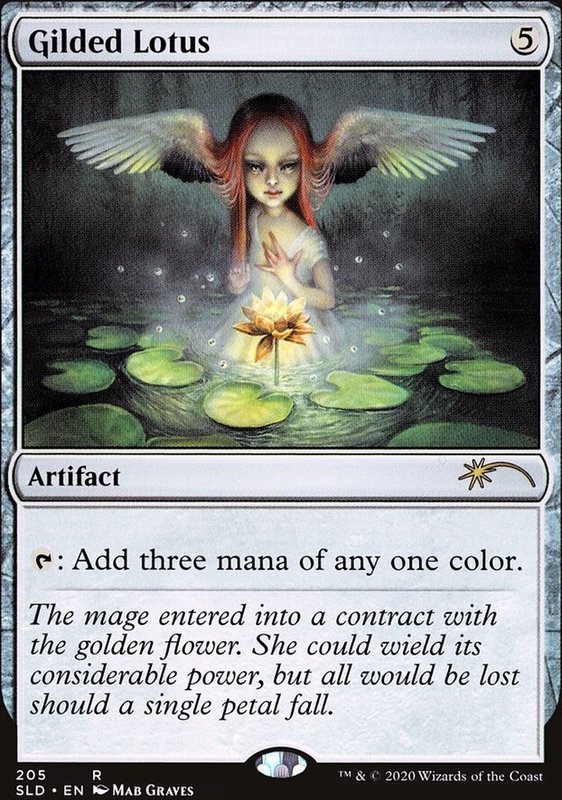 Gilded Lotus 5
Artifact
: Add three mana of any one color.
The mage entered into a contract with
the golden flower. She could wield its
considerable power, but all would be lost
should a single petal fall.
205 R
SLD • EN Mab Graves
™ & © 2020 Wizards of the Coast